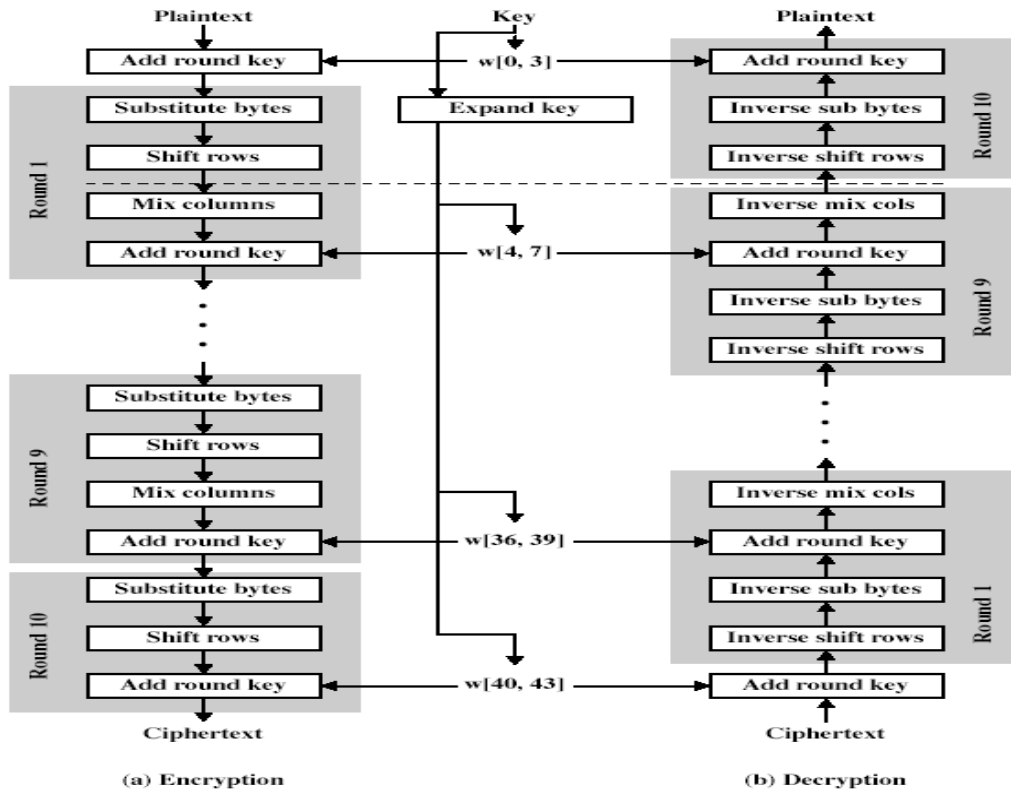 Plaintext
Add round key
Round 1
Substitute bytes
Shift rows
Mix columns
Add round key
Round 9
Substitute bytes
Shift rows
Mix columns
Add round key
Round 10
Substitute bytes
Shift rows
Add round key
Ciphertext
(a) Encryption
Key
w[0, 3]
Expand key
w[4, 7]
w[36, 39]
w[40, 43]
Plaintext
Add round key
Inverse sub bytes
Inverse shift rows
Round 10
Inverse mix cols
Add round key
Inverse sub bytes
Inverse shift rows
Round 9
Inverse mix cols
Add round key
Inverse sub bytes
Inverse shift rows
Round 1
Add round key
Ciphertext
(b) Decryption